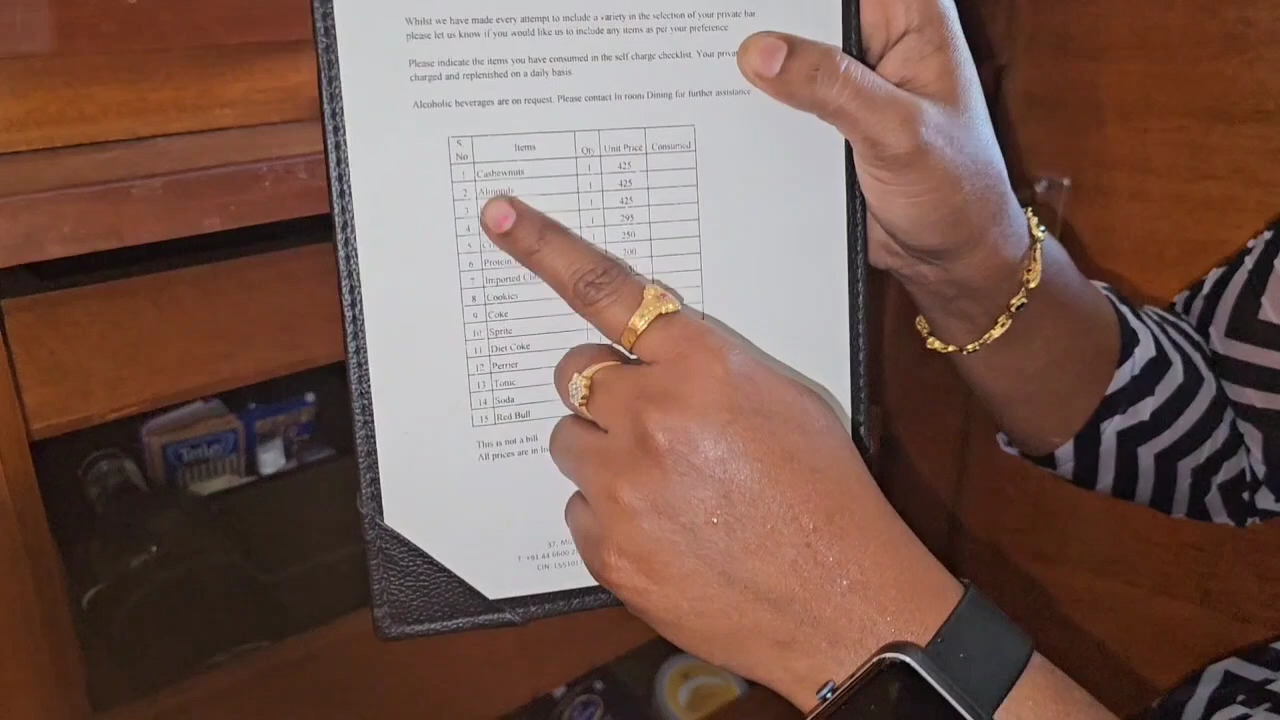 Whilst we have made every attempt to include a variety in the selection of your private bar
please let us know if you would like us to include any items as per your preference
Please indicate the items you have consumed in the self charge checklist. Your
charged and replenished on a daily basis.
Alcoholic beverages are on request. Please contact In room Dining for further assistance
S. No Items Qty Unit Price Consumed
1 Cashewnuts 1 425
2 Almonds 1 425
3 1 425
4 1 295
5 250
6 Protein 200
7 Imported
8 Cookies
9 Coke
10 Sprite
11 Diet Coke
12 Perrier
13 Tonic
14 Soda
15 Red Bull
This is not a bill
All prices are in
37,
T: +91 44 6600
CIN:
Tetley